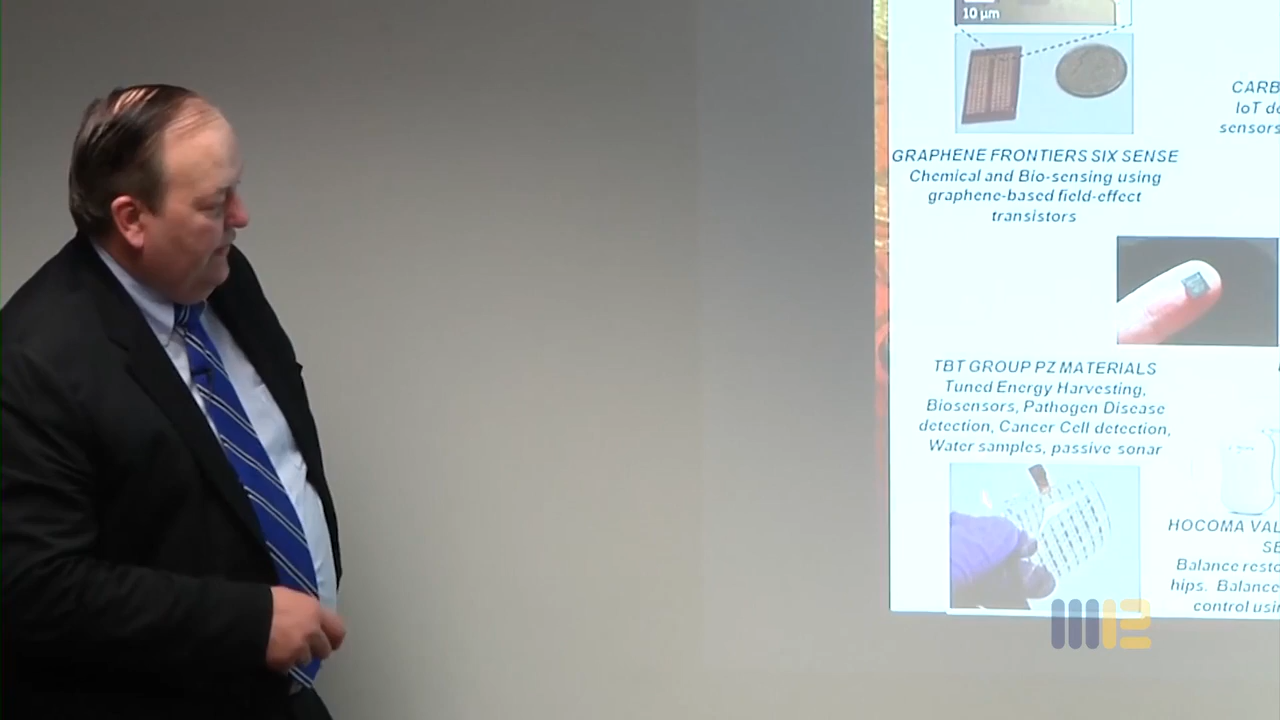 10 µm
GRAPHENE FRONTIERS SIX SENSE
Chemical and Bio-sensing using
graphene-based field-effect
transistors
CARB
IoT de
sensors
TBT GROUP PZ MATERIALS
Tuned Energy Harvesting,
Biosensors, Pathogen Disease
detection, Cancer Cell detection,
Water samples, passive sonar
HOCOMA VAL
SE
Balance resto
hips. Balance
control usin